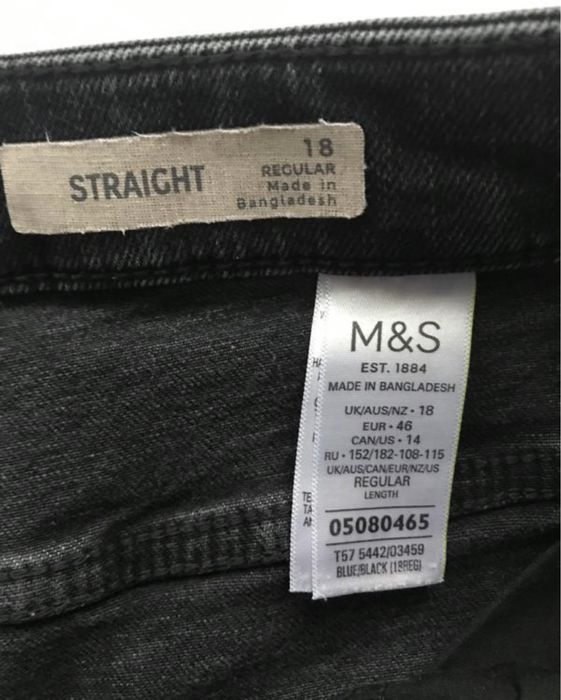 18
STRAIGHT REGULAR
Made in
Bangladesh
M&S
EST. 1884
MADE IN BANGLADESH
UK/AUS/NZ • 18
EUR • 46
CAN/US • 14
RU • 152/182-108-115
UK/AUS/CAN/EUR/NZ/US
REGULAR
LENGTH
05080465
T57 5442/03459
BLUE/BLACK (18REG)